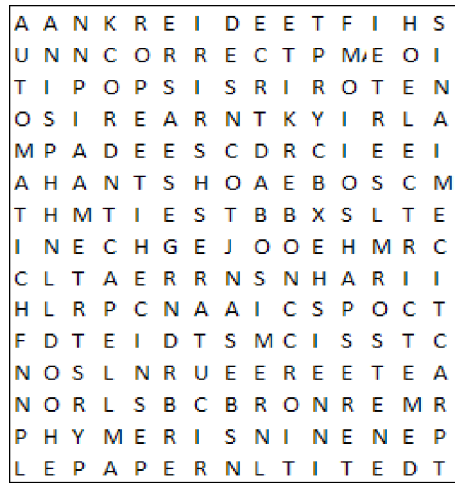 A A N K R E I D E E T F I H S
U N N C O R R E C T P M E O I
T I P O P S I S R I R O T E N
O S I R E A R N T K Y I R L A
M P A D E E S C D R C I E E I
A H A N T S H O A E B O S C M
T H M T I E S T B B X S L T E
I N E C H G E J O O E H M R C
C L T A E R R N S N H A R I I
H L R P C N A A I C S P O C T
F D T E I D T S M C I S S T C
N O S L N R U E E R E E T E A
N O R L S B C B R O N R E M R
P H Y M E R I S N I N E N E P
L E P A P E R N L T I T E D T